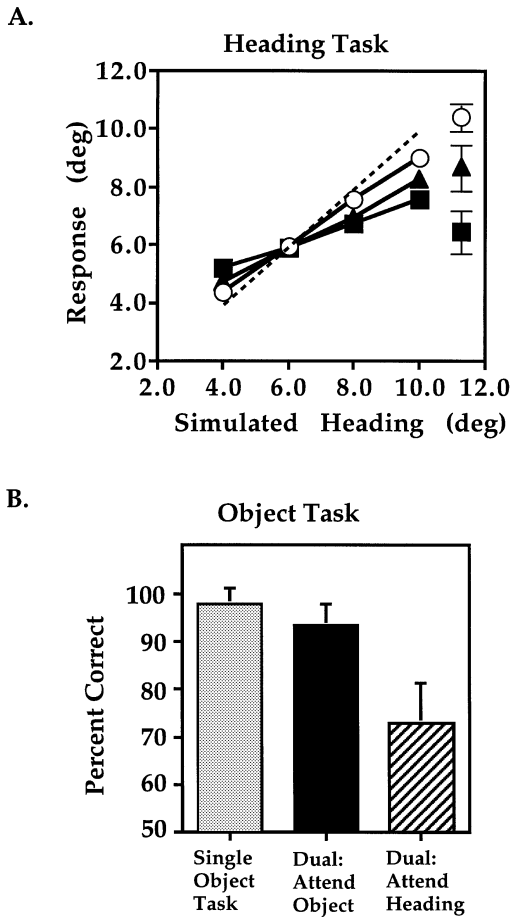 A.
Heading Task
12.0
10.0
8.0
6.0
4.0
2.0
Response (deg)
2.0 4.0 6.0 8.0 10.0 12.0
Simulated Heading (deg)
B.
Object Task
100
90
80
70
60
50
Percent Correct
Single
Object
Task
Dual:
Attend
Object
Dual:
Attend
Heading